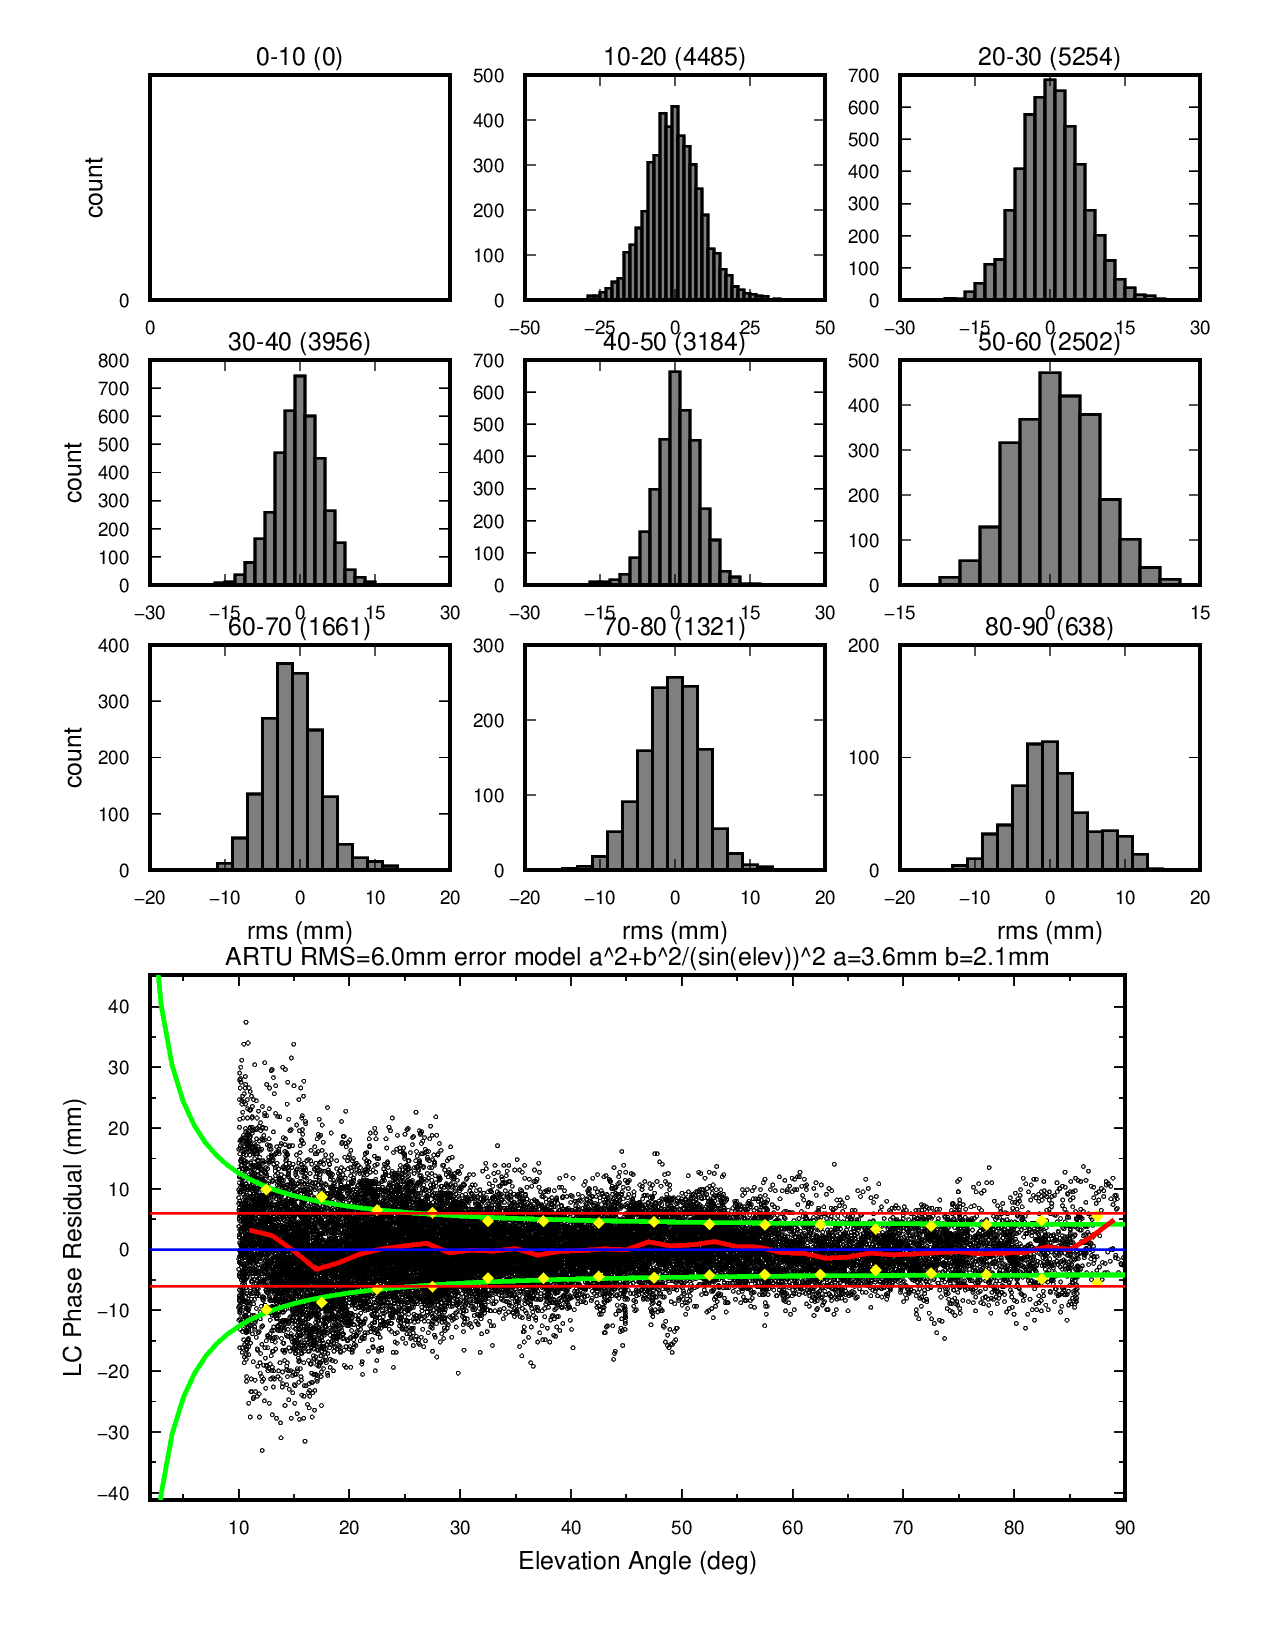 0-10 (0) 10-20 (4485) 20-30 (5254)
count
0
0
500
400
300
200
100
0
−50 −25 0 25 50
700
600
500
400
300
200
100
0
−30 −15 0 15 30
30-40 (3956) 40-50 (3184) 50-60 (2502)
count
800
700
600
500
400
300
200
100
0
−30 −15 0 15 30
700
600
500
400
300
200
100
0
−30 −15 0 15 30
500
400
300
200
100
0
−15 0 15
60-70 (1661) 70-80 (1321) 80-90 (638)
count
400
300
200
100
0
−20 −10 0 10 20
rms (mm)
300
200
100
0
−20 −10 0 10 20
rms (mm)
200
100
0
−20 −10 0 10 20
rms (mm)
ARTU RMS=6.0mm error model a^2+b^2/(sin(elev))^2 a=3.6mm b=2.1mm
LC Phase Residual (mm)
40
30
20
10
0
−10
−20
−30
−40
10 20 30 40 50 60 70 80 90
Elevation Angle (deg)